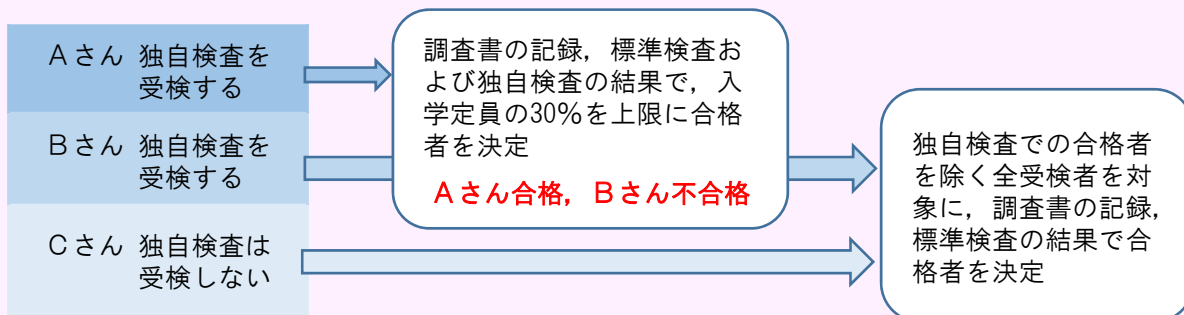 Ａさん 独自検査を
受検する
Ｂさん 独自検査を
受検する
Ｃさん 独自検査は
受検しない
調査書の記録，標準検査お
よび独自検査の結果で，入
学定員の30％を上限に合格
者を決定
Ａさん合格，Ｂさん不合格
独自検査での合格者
を除く全受検者を対
象に，調査書の記録，
標準検査の結果で合
格者を決定